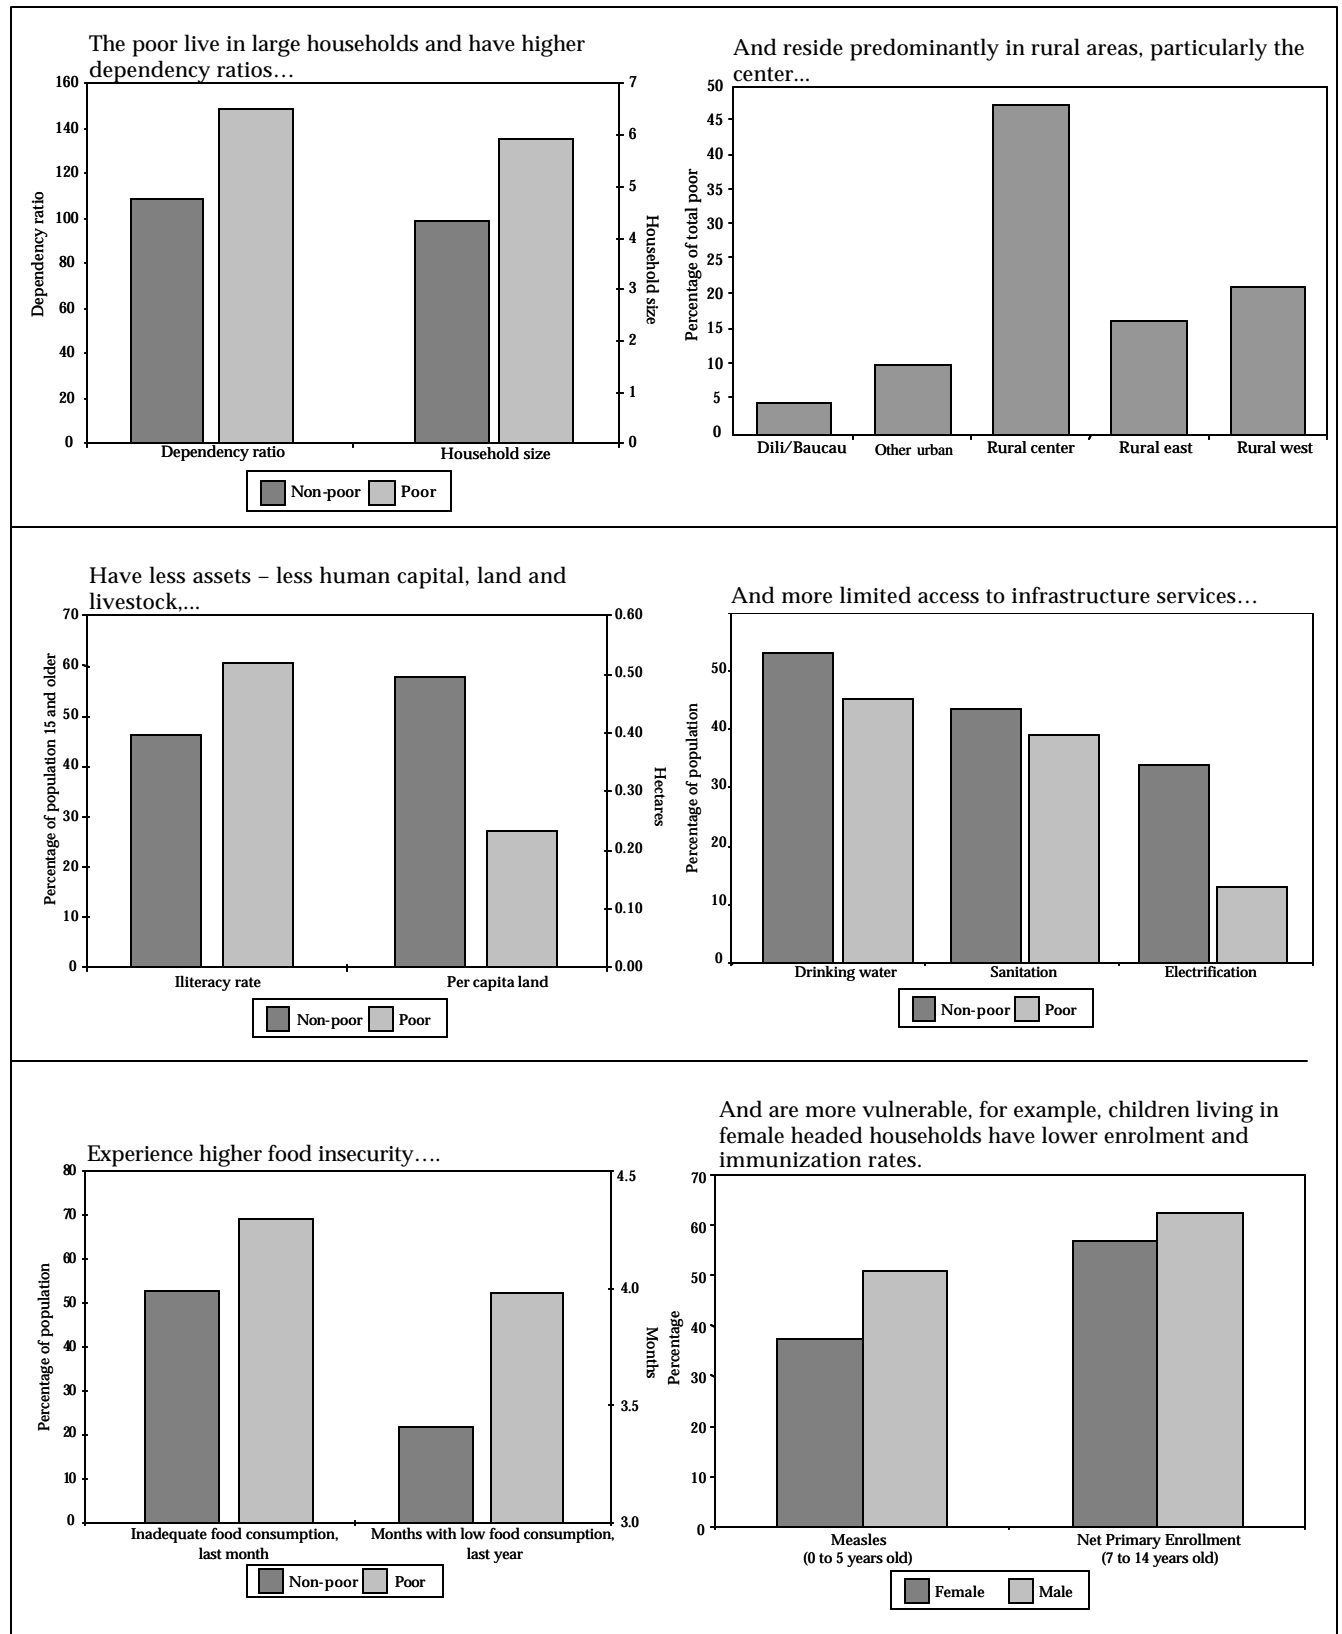 The poor live in large households and have higher
dependency ratios…
160
140
120
100
80
60
40
20
0
Dependency ratio
7
6
5
4
3
2
1
0
Household size
Dependency ratio
Household size
Non-poor
Poor
And reside predominantly in rural areas, particularly the
center...
50
45
40
35
30
25
20
15
10
5
0
Percentage of total poor
Dili/Baucau
Other urban
Rural center
Rural east
Rural west
Have less assets – less human capital, land and
livestock,...
70
60
50
40
30
20
10
0
Percentage of population 15 and older
0.60
0.50
0.40
0.30
0.20
0.10
0.00
Hectares
Iliteracy rate
Per capita land
Non-poor
Poor
And more limited access to infrastructure services…
50
40
30
20
10
0
Percentage of population
Drinking water
Sanitation
Electrification
Non-poor
Poor
Experience higher food insecurity….
80
70
60
50
40
30
20
10
0
Percentage of population
4.5
4.0
3.5
3.0
Months
Inadequate food consumption,
last month
Months with low food consumption,
last year
Non-poor
Poor
And are more vulnerable, for example, children living in
female headed households have lower enrolment and
immunization rates.
70
60
50
40
30
20
10
0
Percentage
Measles
(0 to 5 years old)
Net Primary Enrollment
(7 to 14 years old)
Female
Male